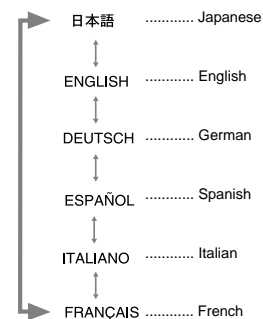 日本語 ............ Japanese
ENGLISH ............ English
DEUTSCH ............ German
ESPAÑOL ............ Spanish
ITALIANO ............ Italian
FRANÇAIS ............ French